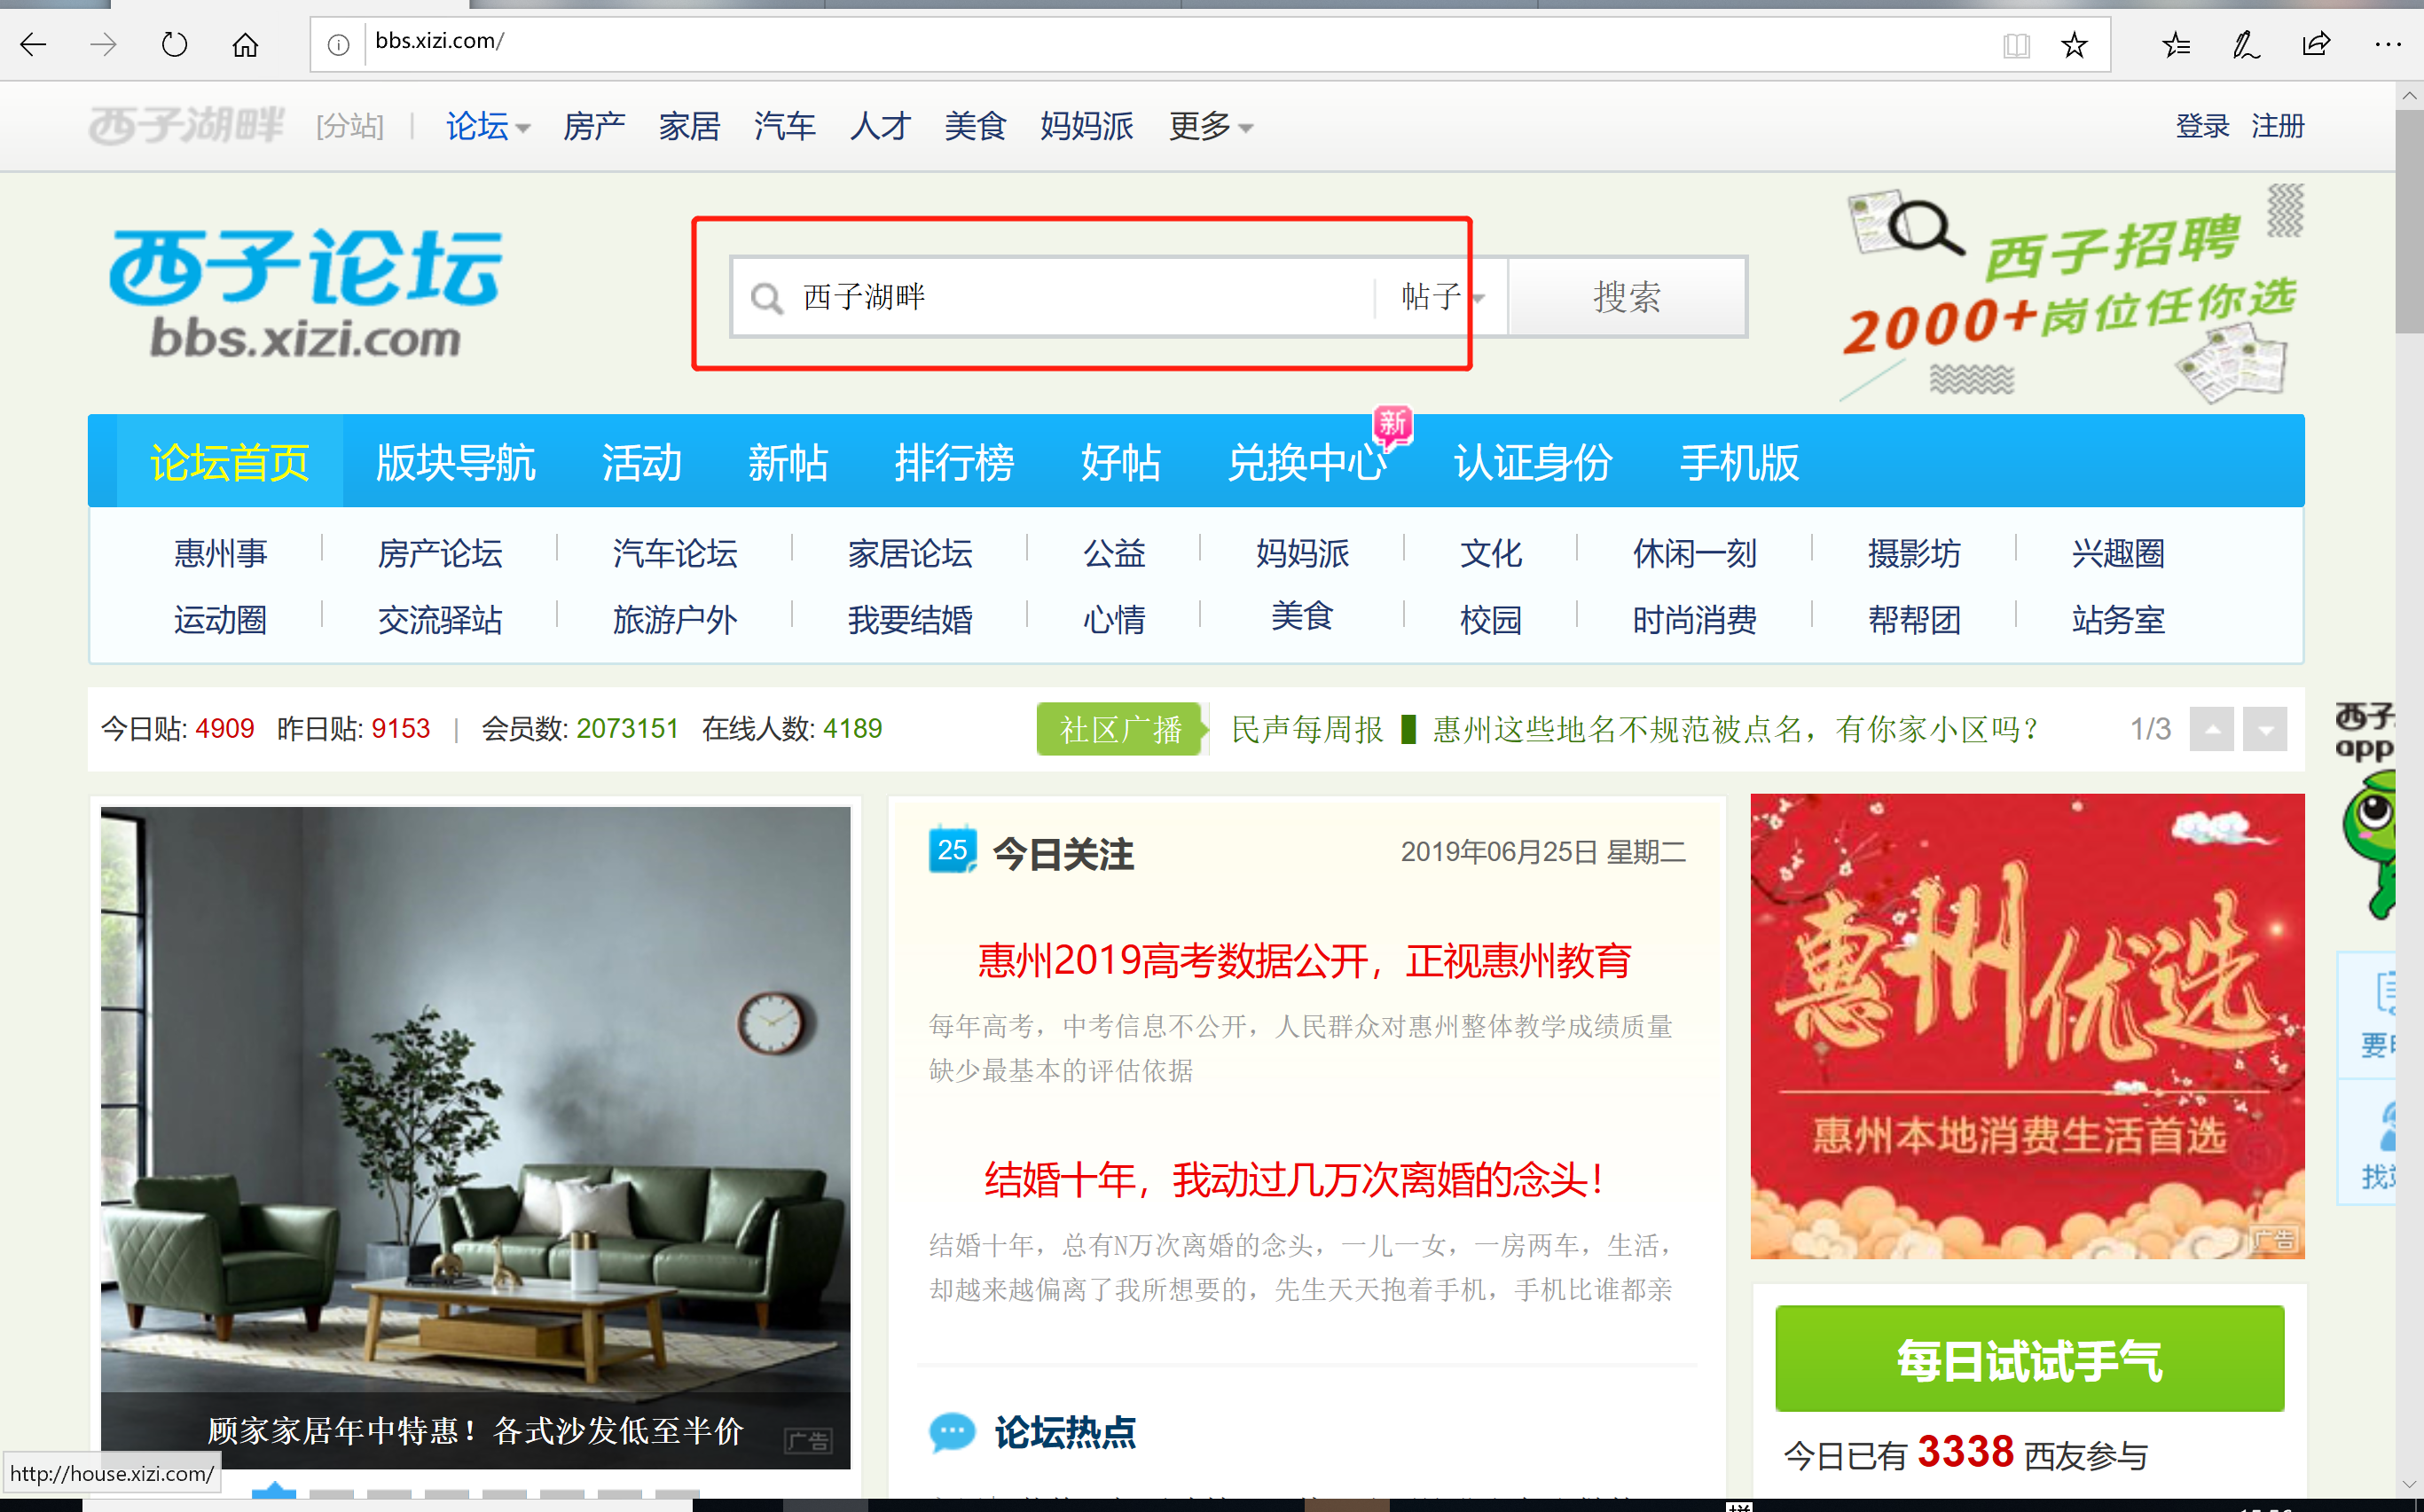 bbs.xizi.com/
西子湖畔 [分站] | 论坛 房产 家居 汽车 人才 美食 妈妈派 更多 登录 注册
西子论坛
bbs.xizi.com
西子湖畔 帖子 搜索
西子招聘
2000+岗位任你选
论坛首页 版块导航 活动 新帖 排行榜 好帖 兑换中心 新 认证身份 手机版
惠州事 房产论坛 汽车论坛 家居论坛 公益 妈妈派 文化 休闲一刻 摄影坊 兴趣圈
运动圈 交流驿站 旅游户外 我要结婚 心情 美食 校园 时尚消费 帮帮团 站务室
今日贴: 4909 昨日贴: 9153 | 会员数: 2073151 在线人数: 4189
社区广播 民声每周报 █ 惠州这些地名不规范被点名，有你家小区吗？ 1/3
西子
app
25 今日关注 2019年06月25日 星期二
惠州2019高考数据公开，正视惠州教育
每年高考，中考信息不公开，人民群众对惠州整体教学成绩质量
缺少最基本的评估依据
结婚十年，我动过几万次离婚的念头！
结婚十年，总有N万次离婚的念头，一儿一女，一房两车，生活，
却越来越偏离了我所想要的，先生天天抱着手机，手机比谁都亲
论坛热点
顾家家居年中特惠！各式沙发低至半价 广告
http://house.xizi.com/
惠州优选
惠州本地消费生活首选
广告
要
找
每日试试手气
今日已有 3338 西友参与